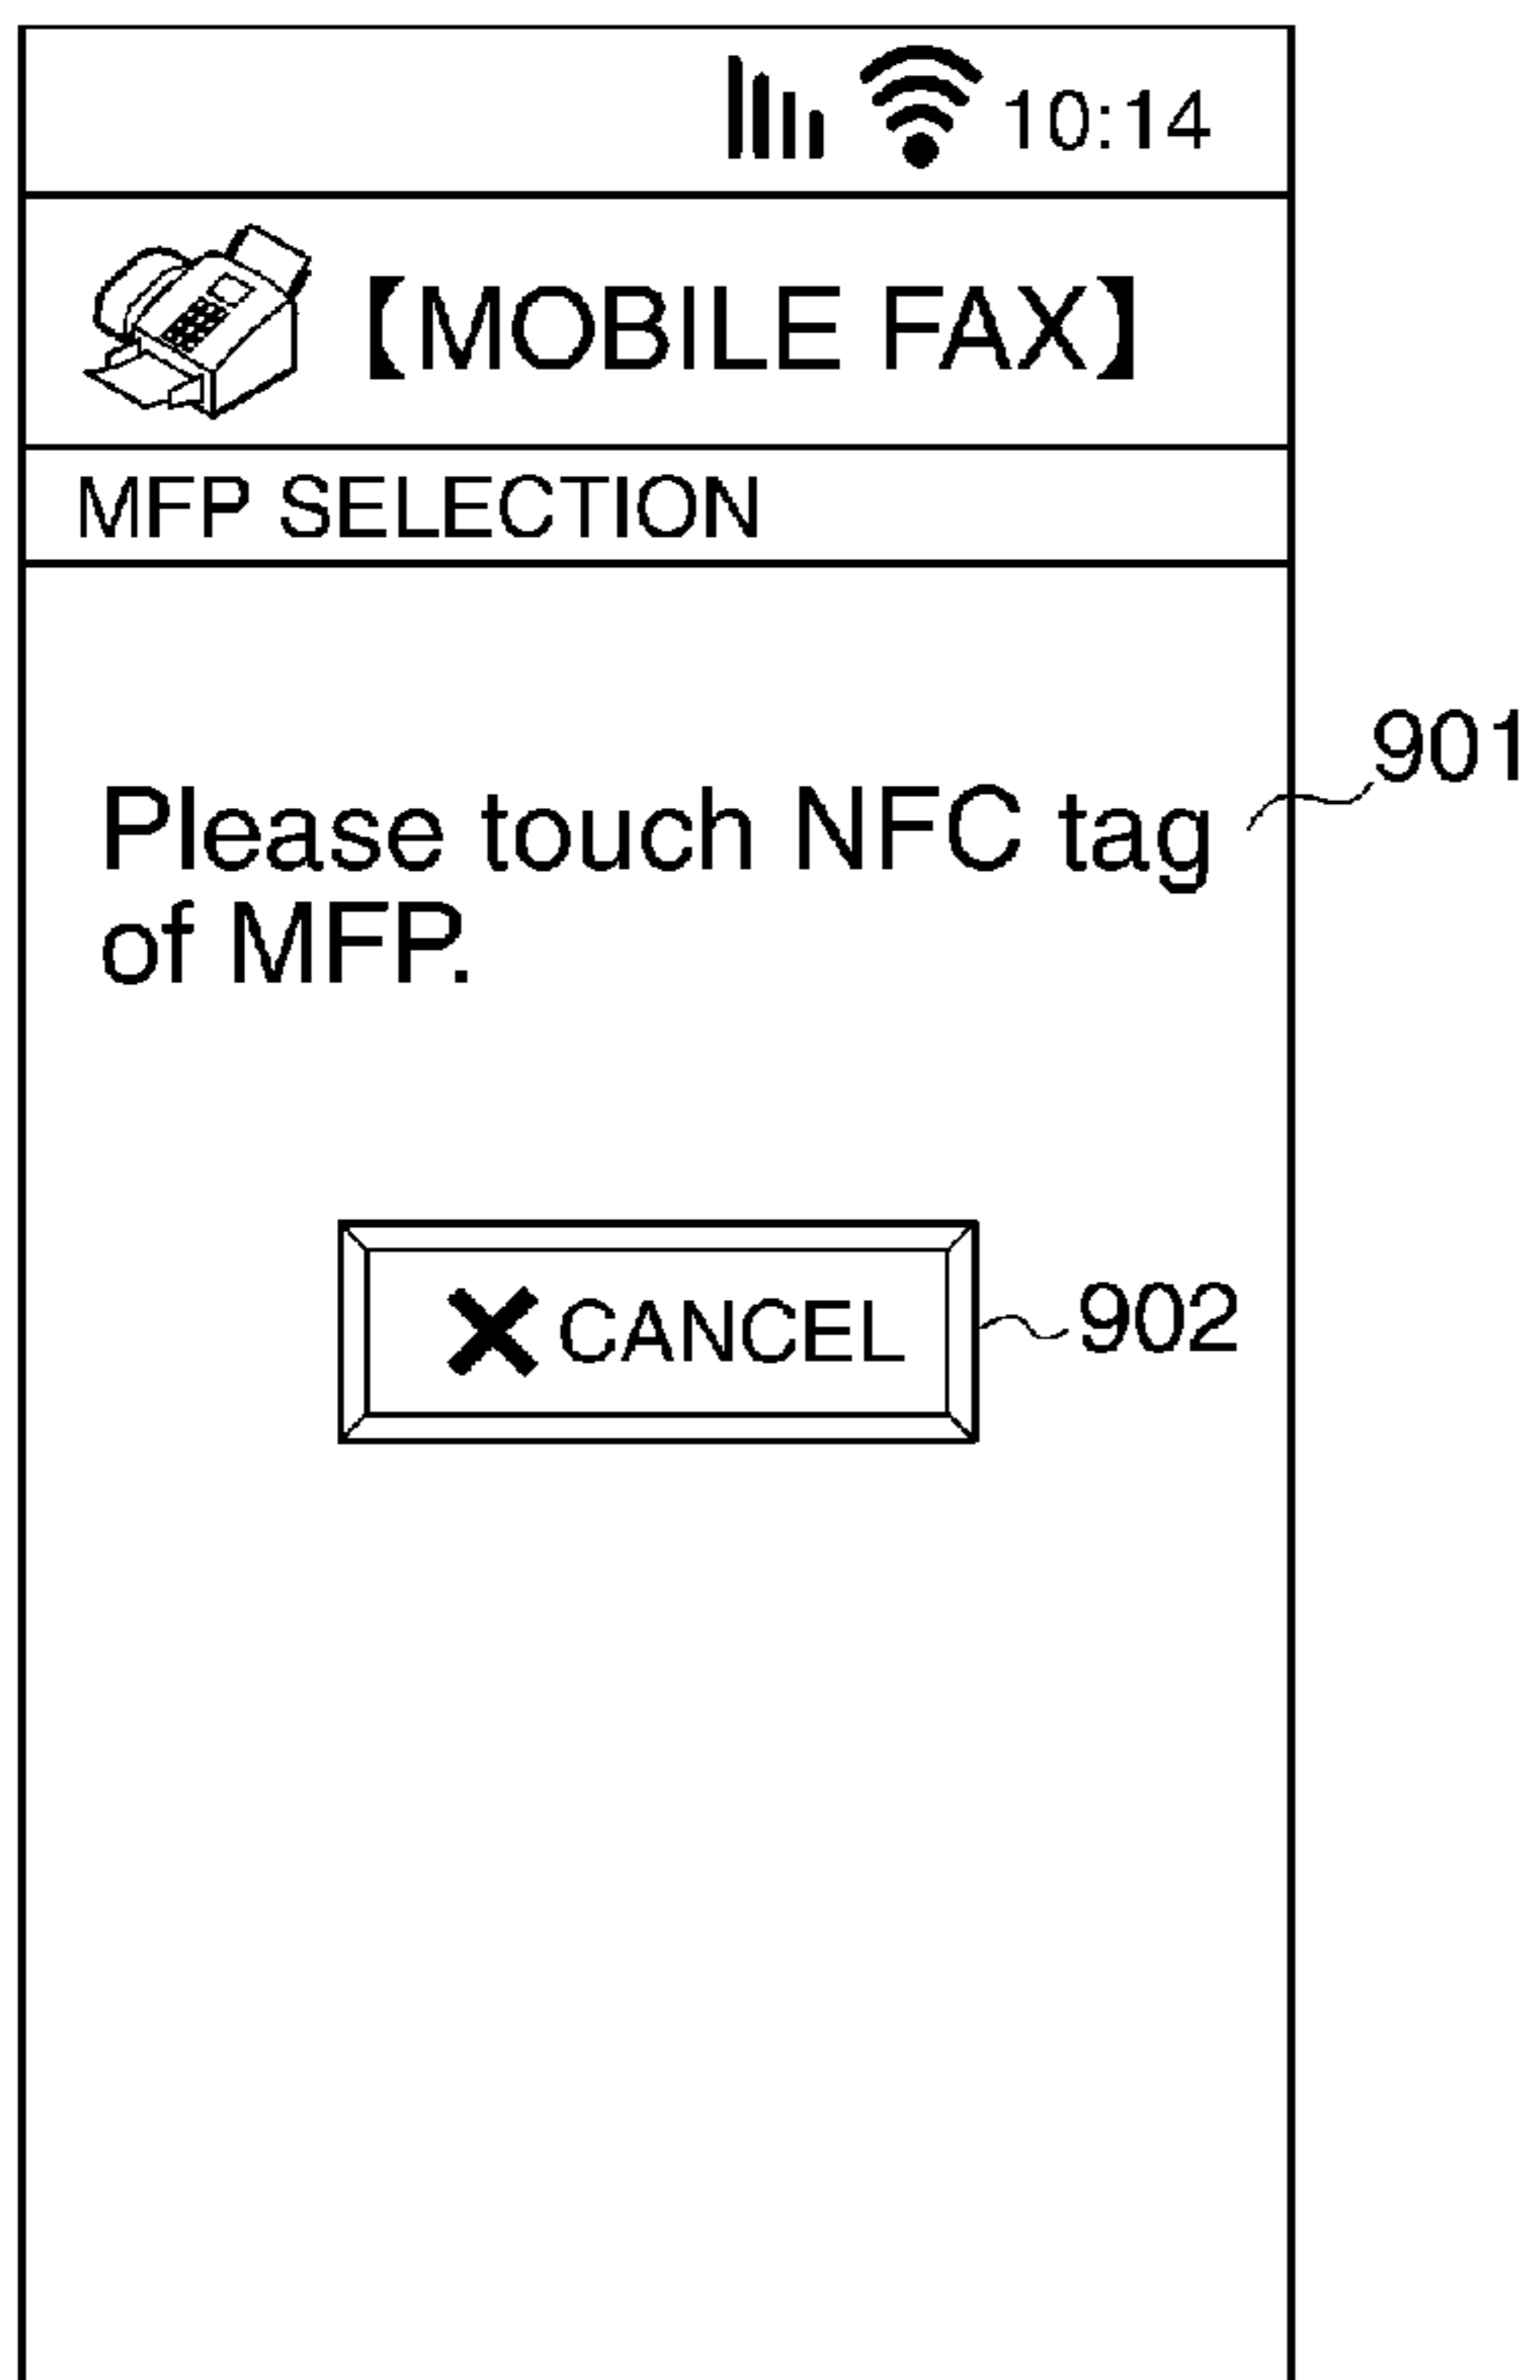 10:14
【MOBILE FAX】
MFP SELECTION
901
Please touch NFC tag
of MFP.
CANCEL 902